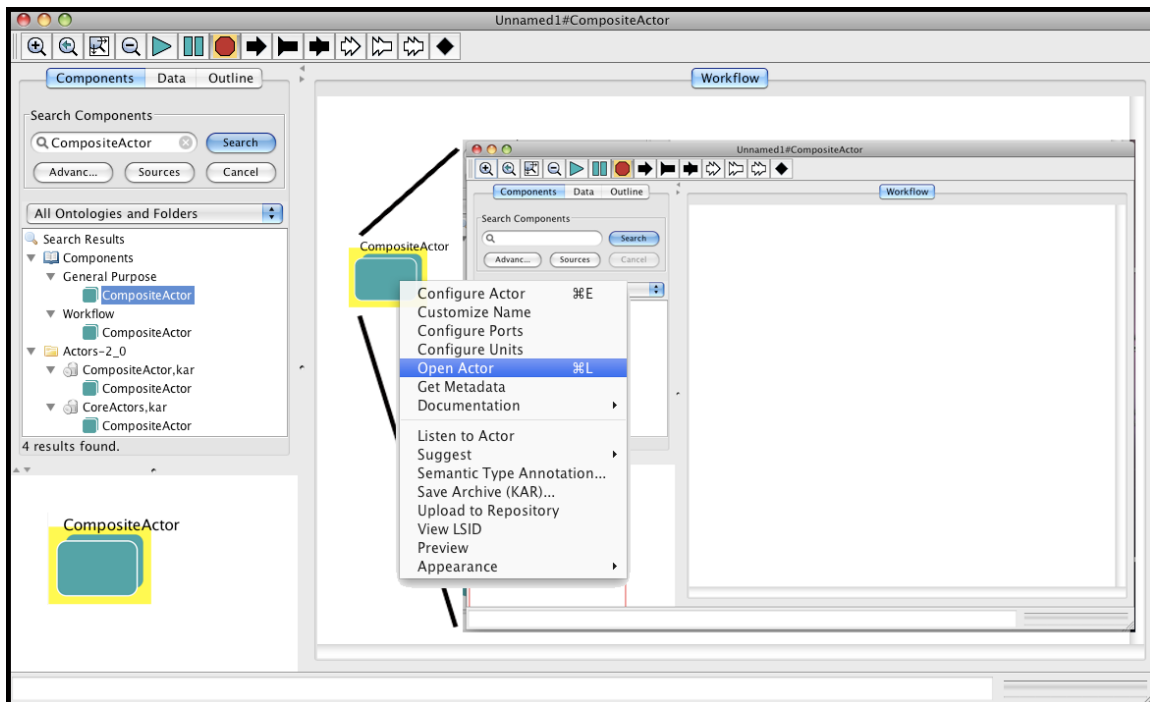 Unnamed1#CompositeActor
Components Data Outline
Workflow
Search Components
CompositeActor Search
Advanc... Sources Cancel
All Ontologies and Folders
Search Results
Components
General Purpose
CompositeActor
Workflow
CompositeActor
Actors-2_0
CompositeActor,kar
CompositeActor
CoreActors,kar
CompositeActor
4 results found.
CompositeActor
CompositeActor
Unnamed1#CompositeActor
Components Data Outline
Workflow
Search Components
Search
Advanc... Sources Cancel
Configure Actor ⌘E
Customize Name
Configure Ports
Configure Units
Open Actor ⌘L
Get Metadata
Documentation
Listen to Actor
Suggest
Semantic Type Annotation...
Save Archive (KAR)...
Upload to Repository
View LSID
Preview
Appearance